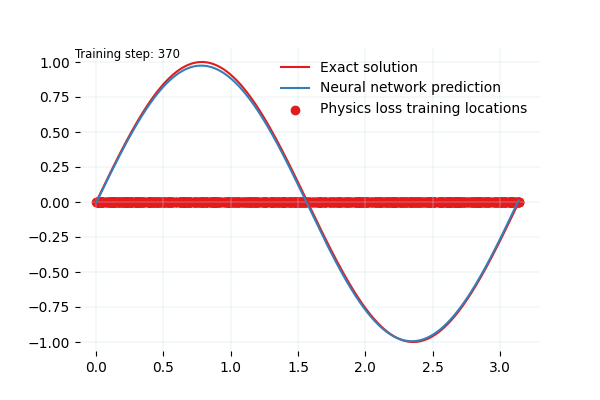 Training step: 370
Exact solution
Neural network prediction
Physics loss training locations
1.00
0.75
0.50
0.25
0.00
−0.25
−0.50
−0.75
−1.00
0.0 0.5 1.0 1.5 2.0 2.5 3.0